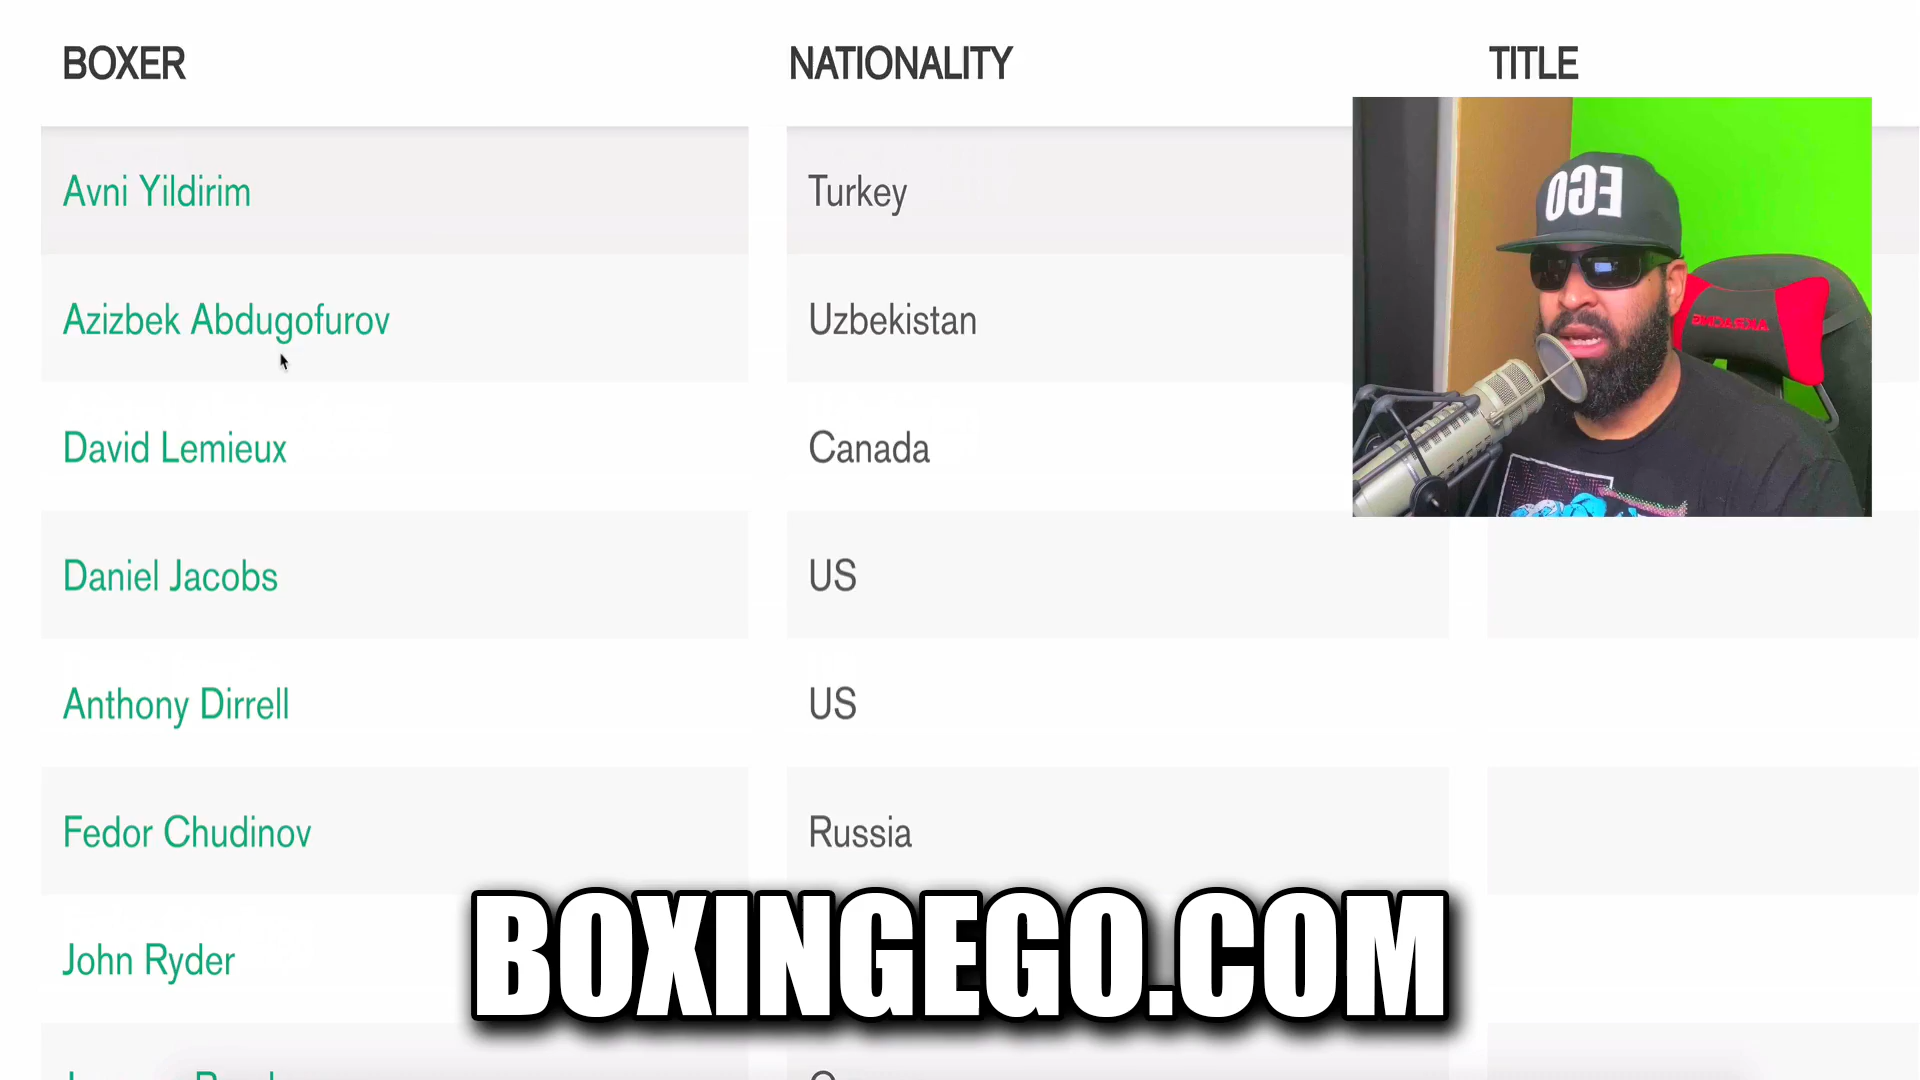 BOXER NATIONALITY TITLE
Avni Yildirim Turkey
Azizbek Abdugofurov Uzbekistan
David Lemieux Canada
Daniel Jacobs US
Anthony Dirrell US
Fedor Chudinov Russia
John Ryder
EGO
AKRACING
BOXINGEGO.COM